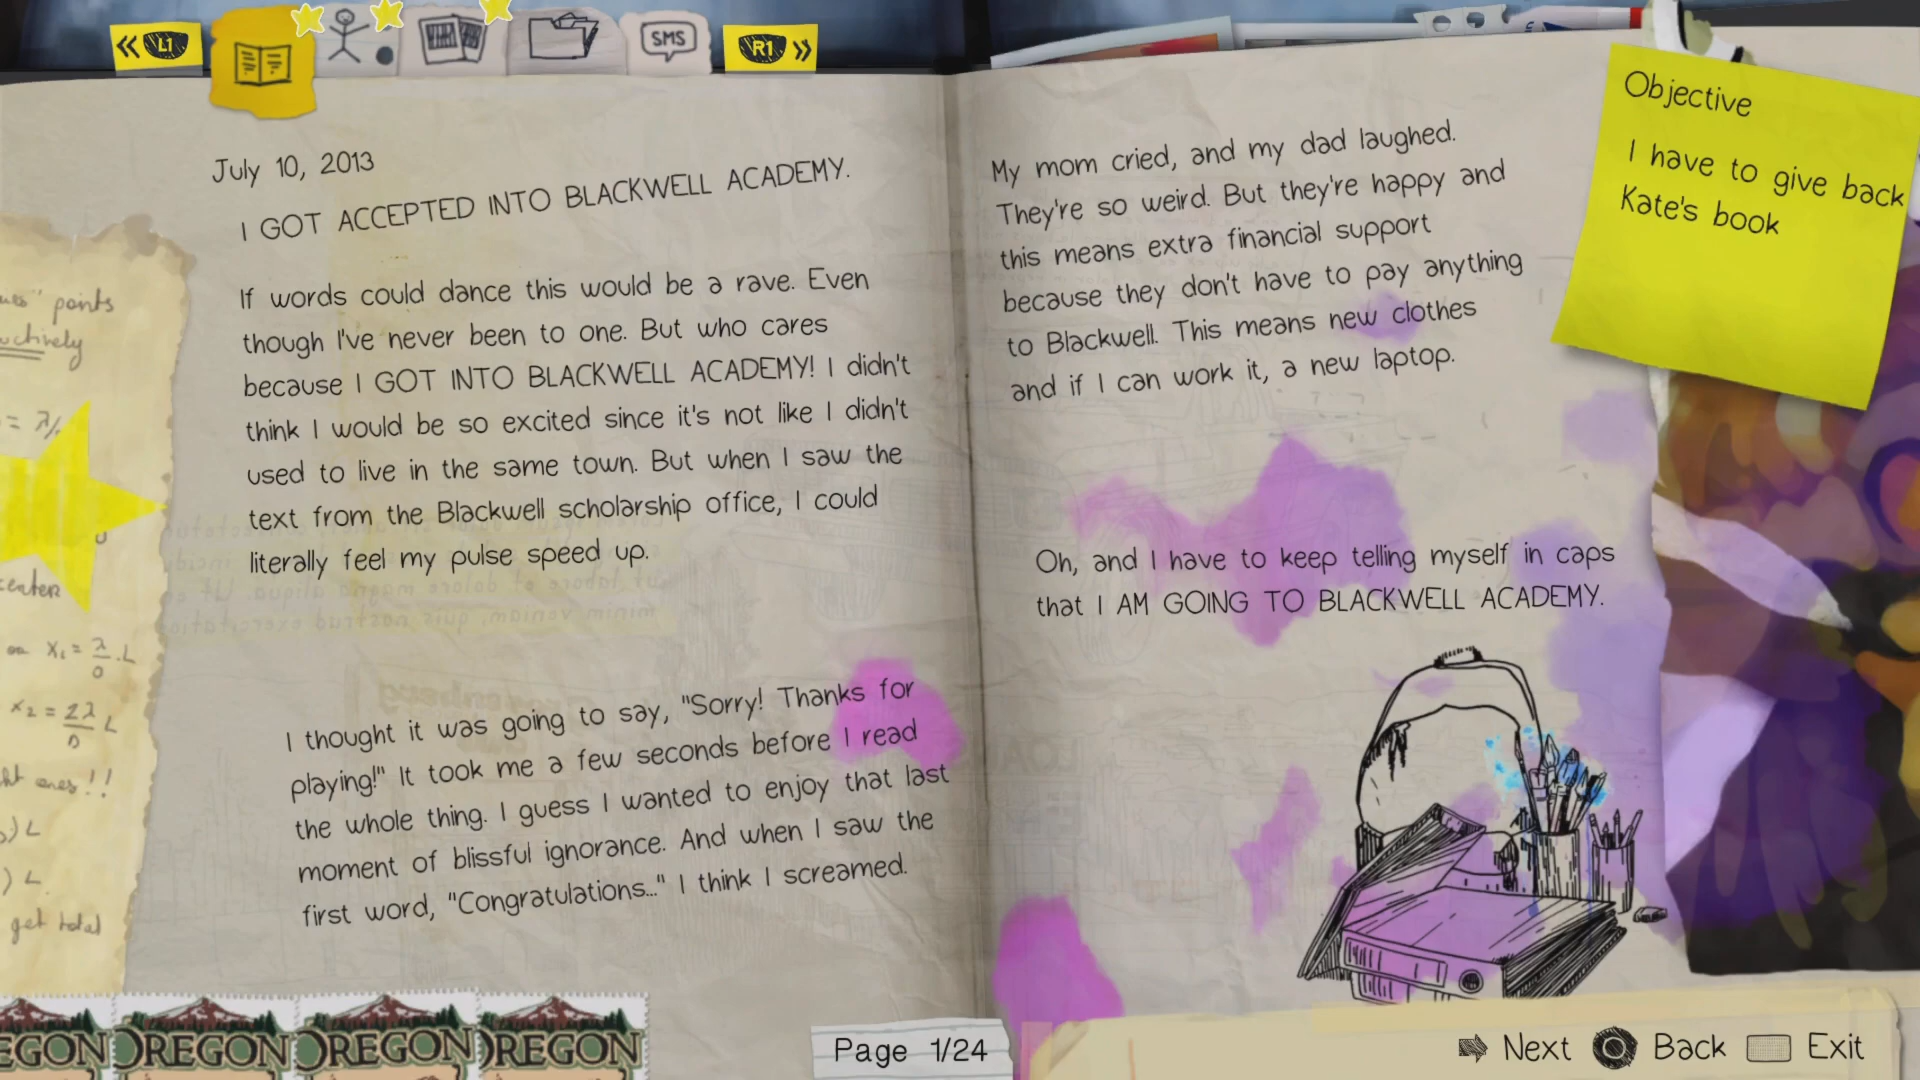 L1
SMS
R1
July 10, 2013
I GOT ACCEPTED INTO BLACKWELL ACADEMY.
If words could dance this would be a rave. Even
though I've never been to one. But who cares
because I GOT INTO BLACKWELL ACADEMY! I didn't
think I would be so excited since it's not like I didn't
used to live in the same town. But when I saw the
text from the Blackwell scholarship office, I could
literally feel my pulse speed up.
I thought it was going to say, "Sorry! Thanks for
playing!" It took me a few seconds before I read
the whole thing. I guess I wanted to enjoy that last
moment of blissful ignorance. And when I saw the
first word, "Congratulations..." I think I screamed.
My mom cried, and my dad laughed.
They're so weird. But they're happy and
this means extra financial support
because they don't have to pay anything
to Blackwell. This means new clothes
and if I can work it, a new laptop.
Oh, and I have to keep telling myself in caps
that I AM GOING TO BLACKWELL ACADEMY.
Objective
I have to give back
Kate's book
points
get total
EGON OREGON OREGON OREGON
Page 1/24
Next Back Exit